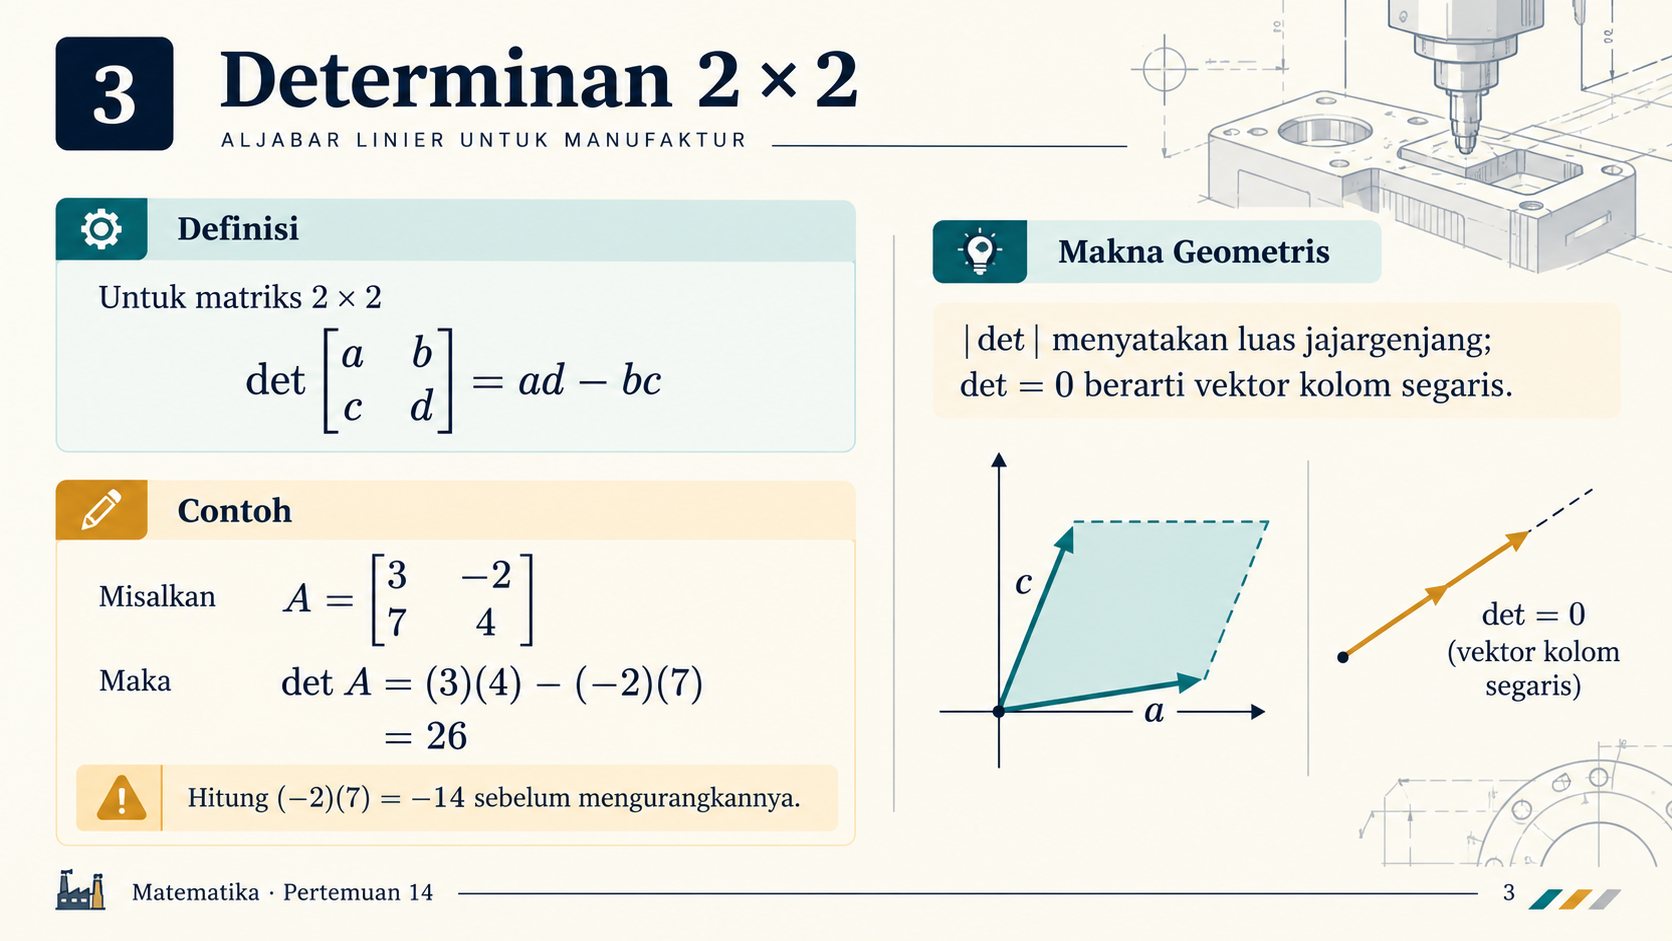 3
Determinan 2 × 2
ALJABAR LINIER UNTUK MANUFAKTUR
Definisi
Untuk matriks 2 × 2
det [a b; c d] = ad − bc
Contoh
Misalkan A = [3 −2; 7 4]
Maka det A = (3)(4) − (−2)(7)
= 26
Hitung (−2)(7) = −14 sebelum mengurangkannya.
Makna Geometris
| det | menyatakan luas jajargenjang;
det = 0 berarti vektor kolom segaris.
c
a
det = 0
(vektor kolom
segaris)
Matematika · Pertemuan 14
3